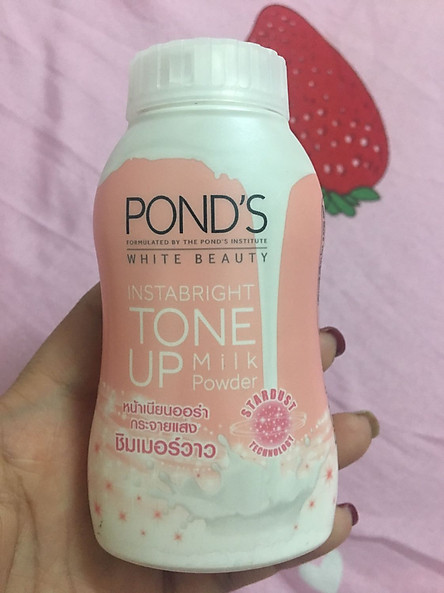 POND'S
FORMULATED BY THE POND'S INSTITUTE
WHITE BEAUTY
INSTABRIGHT
TONE
UP Milk
Powder
หน้าเนียนออร่า
กระจายแสง
ชิมเมอร์วาว
STARDUST
TECHNOLOGY